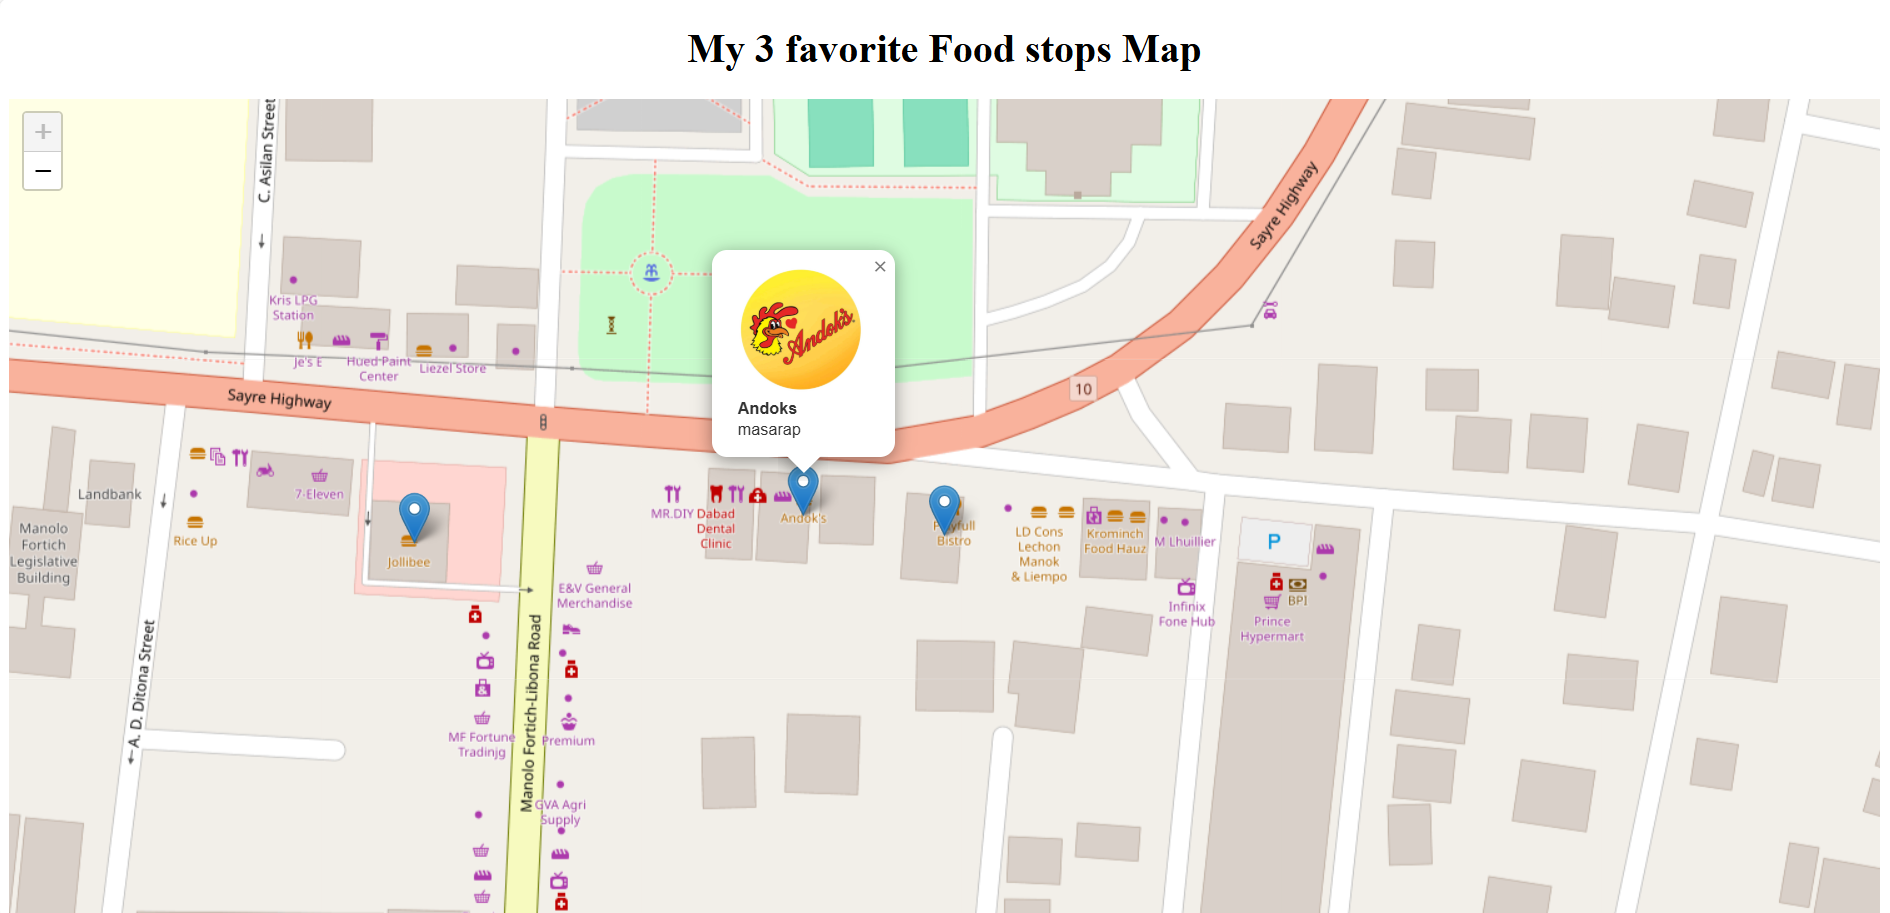 My 3 favorite Food stops Map
+
−
C. Asilan Street
Sayre Highway
Kris LPG
Station
Je's E
Hued Paint
Center
Liezel Store
×
Andok's
Andoks
masarap
10
Sayre Highway
Landbank
7-Eleven
Manolo
Fortich
Legislative
Building
Rice Up
Jollibee
MR.DIY
Dabad
Dental
Clinic
Andok's
Bistro
LD Cons
Lechon
Manok
& Liempo
Krominch
Food Hauz
M Lhuillier
P
E&V General
Merchandise
Infinix
Fone Hub
BPI
Prince
Hypermart
A. D. Ditona Street
Manolo Fortich-Libona Road
MF Fortune
Tradinjg
Premium
GVA Agri
Supply